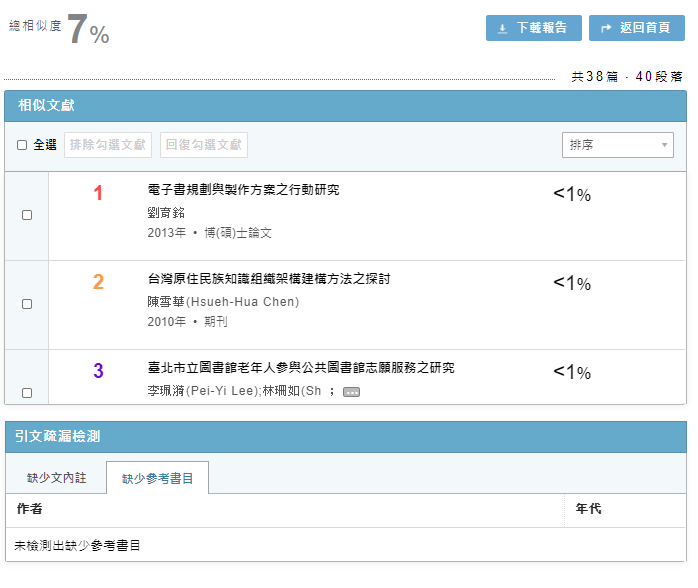 總相似度 7%
下載報告 返回首頁
共38篇 · 40段落
相似文獻
全選 排除勾選文獻 回復勾選文獻 排序
1 電子書規劃與製作方案之行動研究 <1%
劉育銘
2013年 • 博(碩)士論文
2 台灣原住民族知識組織架構建構方法之探討 <1%
陳雪華(Hsueh-Hua Chen)
2010年 • 期刊
3 臺北市立圖書館老年人參與公共圖書館志願服務之研究 <1%
李珮漪(Pei-Yi Lee);林珊如(Sh ; ...
引文疏漏檢測
缺少文內註 缺少參考書目
作者 年代
未檢測出缺少參考書目